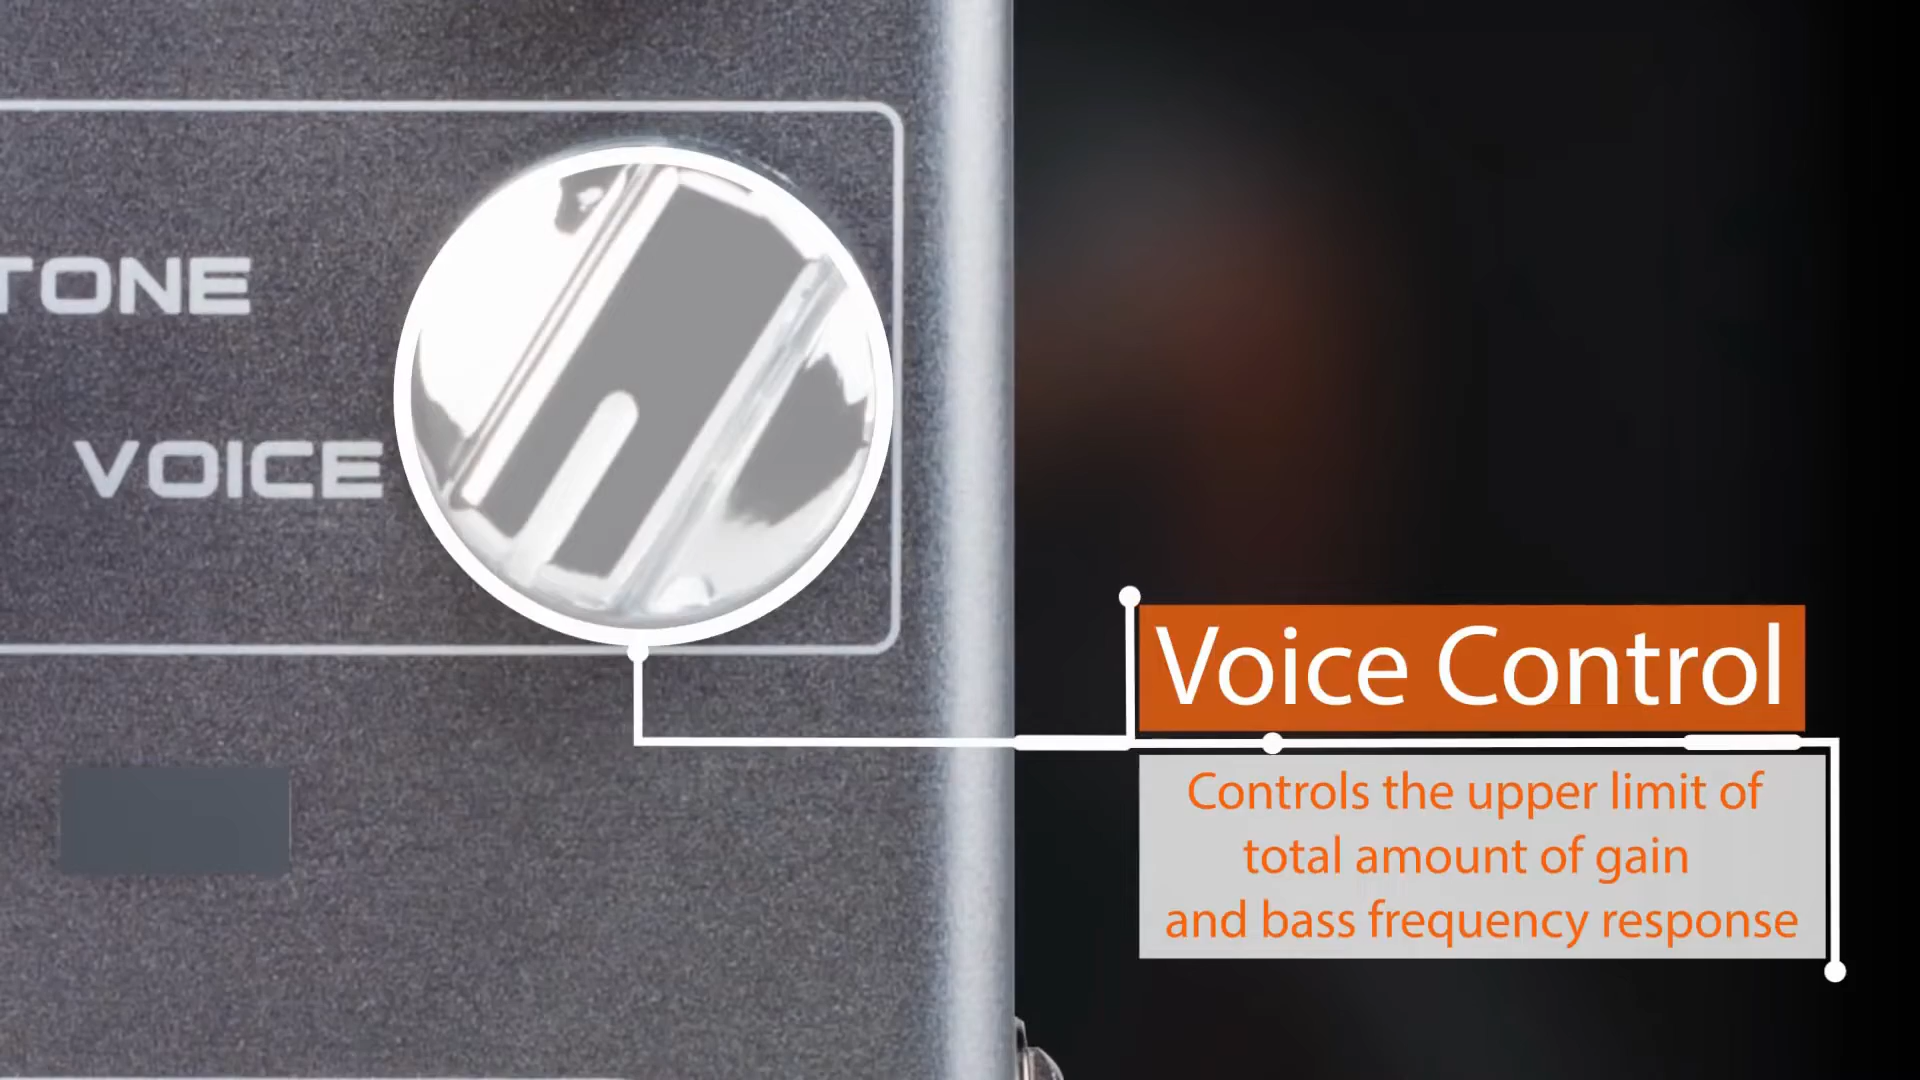 TONE
VOICE
Voice Control
Controls the upper limit of
total amount of gain
and bass frequency response